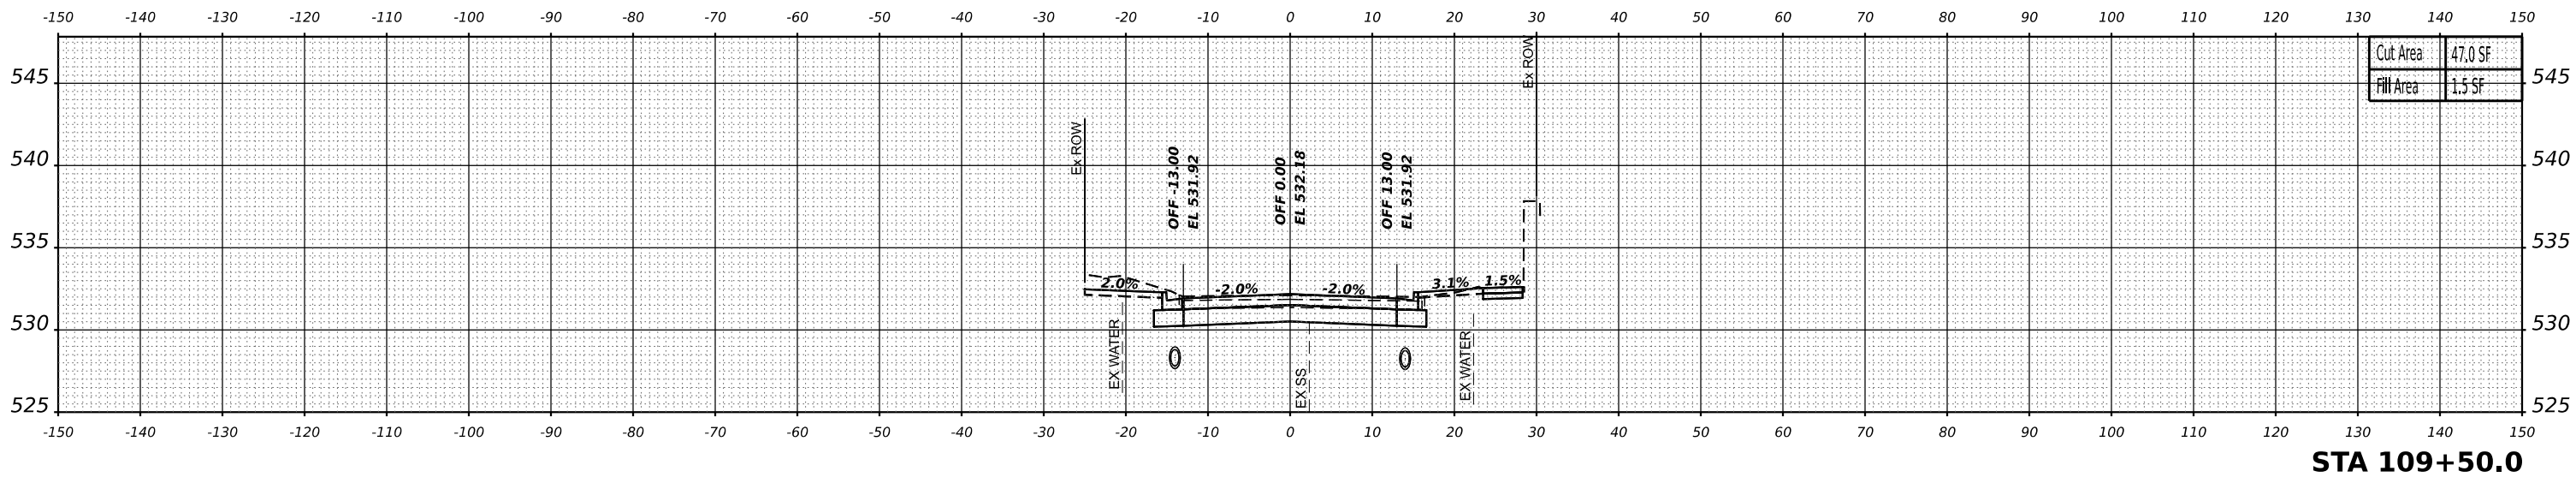 -150 -140 -130 -120 -110 -100 -90 -80 -70 -60 -50 -40 -30 -20 -10 0 10 20 30 40 50 60 70 80 90 100 110 120 130 140 150
Cut Area 47.0 SF
Fill Area 1.5 SF
545 545
540 540
535 535
530 530
525 525
Ex ROW
Ex ROW
OFF -13.00
EL 531.92
OFF 0.00
EL 532.18
OFF 13.00
EL 531.92
2.0% -2.0% -2.0% 3.1% 1.5%
EX WATER
EX SS
EX WATER
-150 -140 -130 -120 -110 -100 -90 -80 -70 -60 -50 -40 -30 -20 -10 0 10 20 30 40 50 60 70 80 90 100 110 120 130 140 150
STA 109+50.0